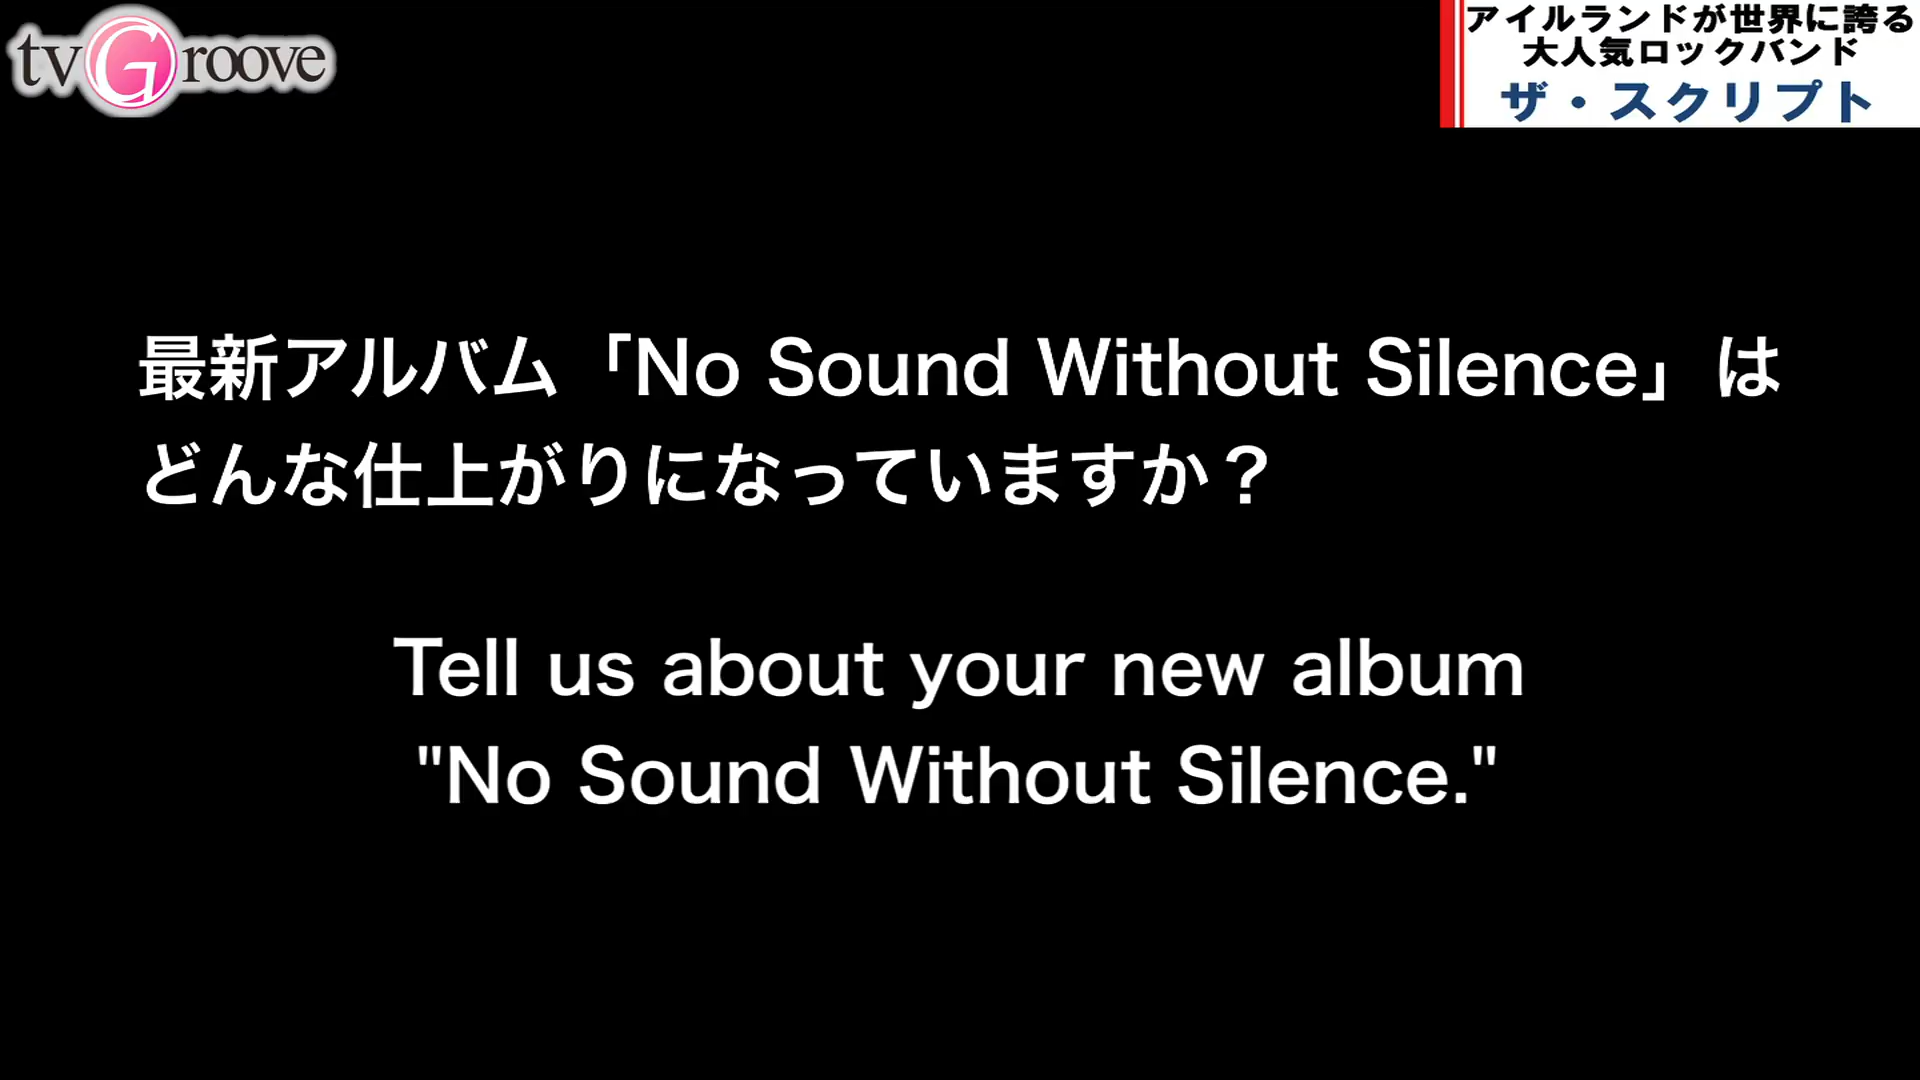 tvGroove
アイルランドが世界に誇る
大人気ロックバンド
ザ・スクリプト
最新アルバム「No Sound Without Silence」は
どんな仕上がりになっていますか？
Tell us about your new album
"No Sound Without Silence."